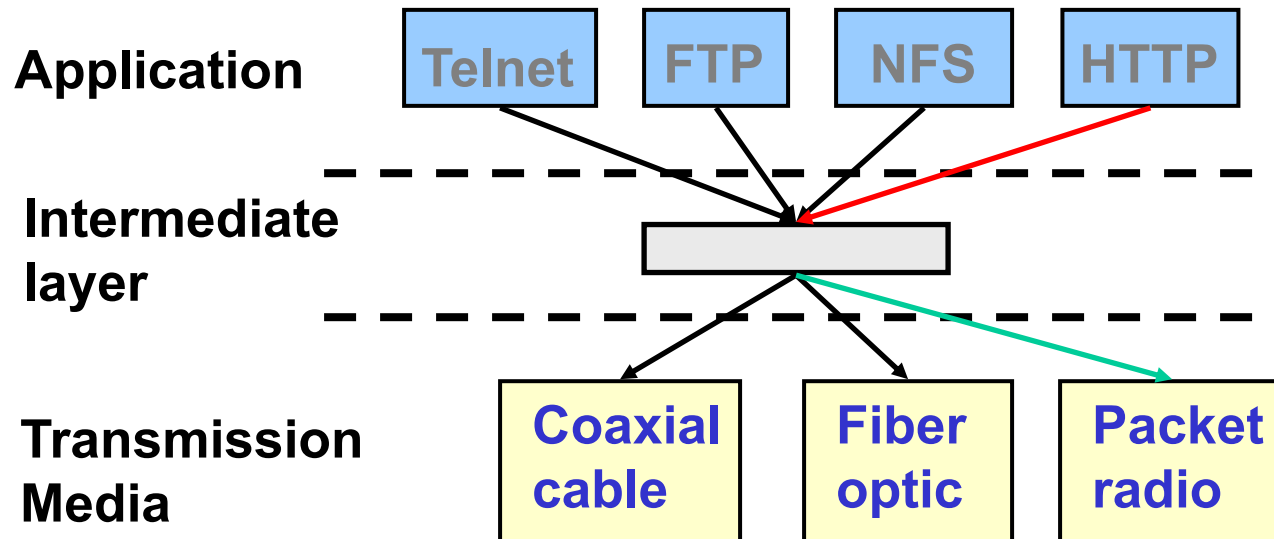 Application
Telnet
FTP
NFS
HTTP
Intermediate
layer
Transmission
Media
Coaxial
cable
Fiber
optic
Packet
radio